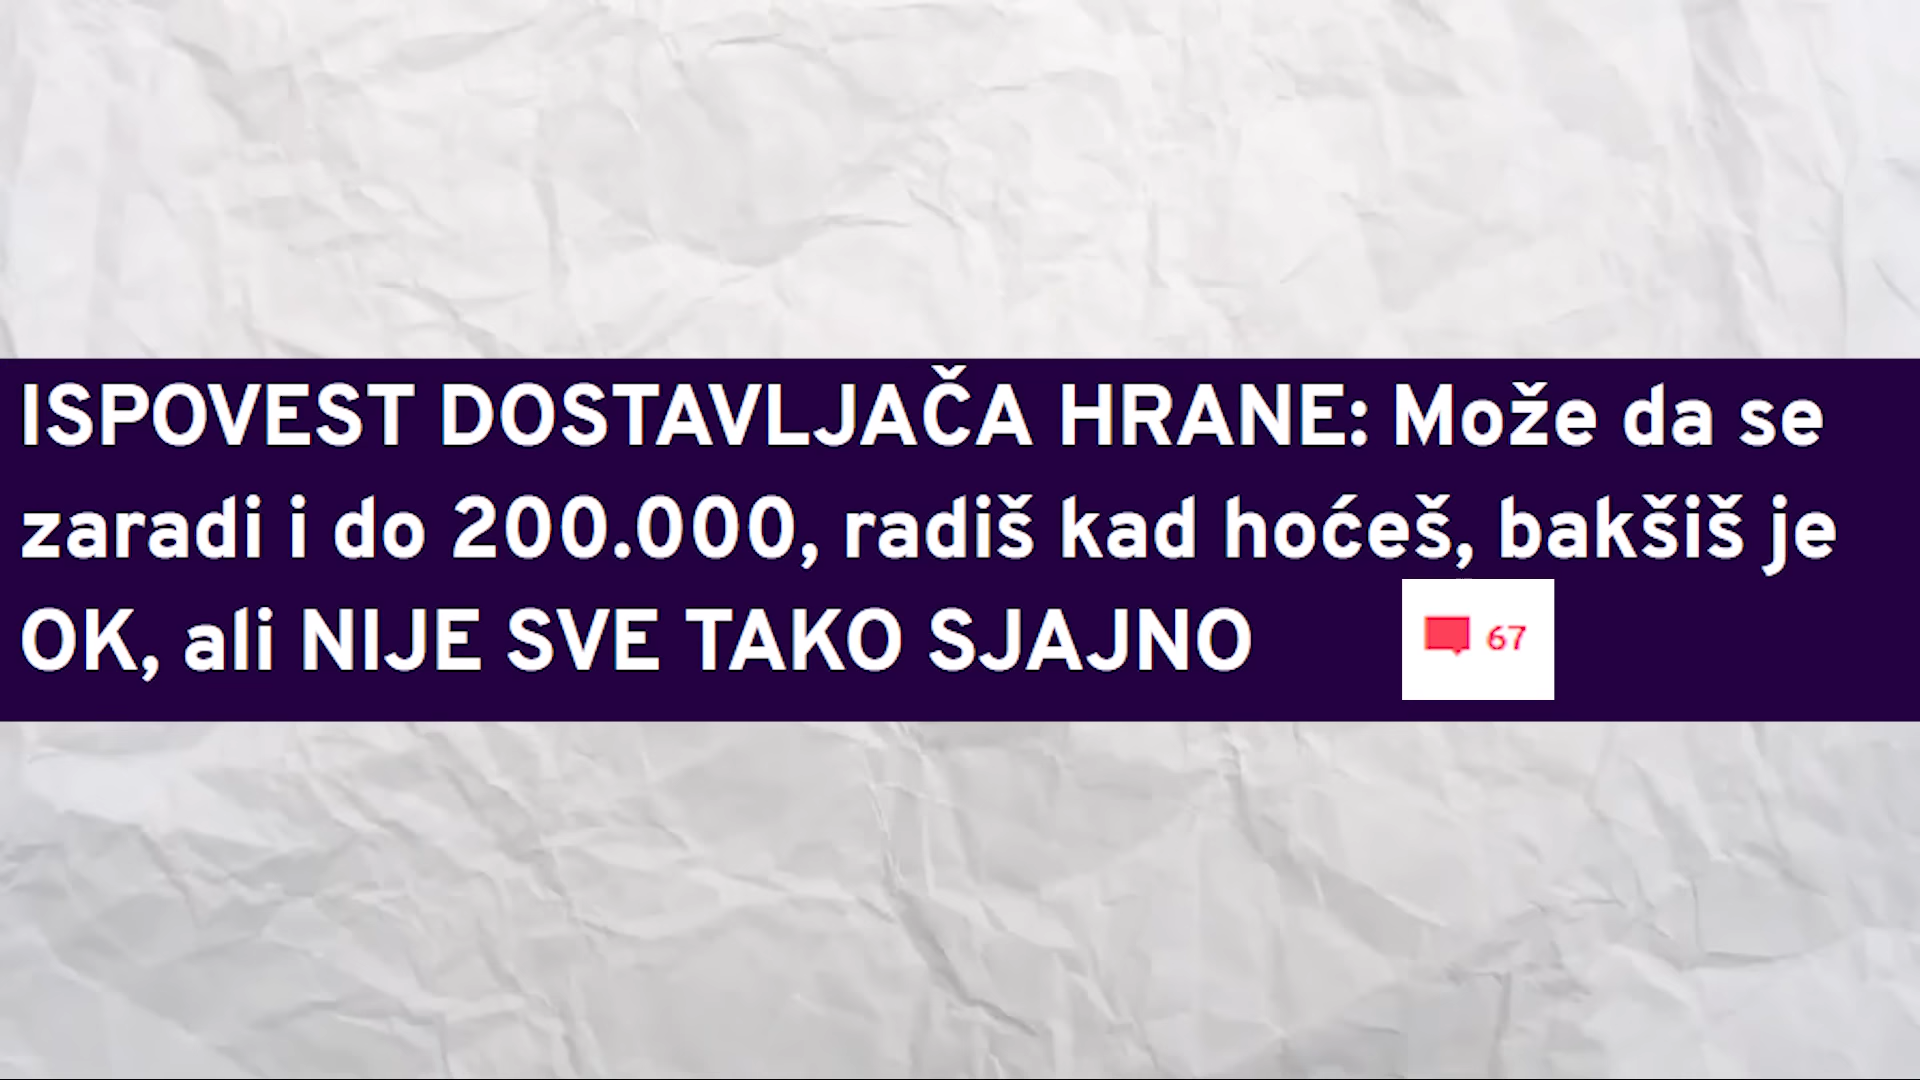 ISPOVEST DOSTAVLJAČA HRANE: Može da se
zaradi i do 200.000, radiš kad hoćeš, bakšiš je
OK, ali NIJE SVE TAKO SJAJNO
67